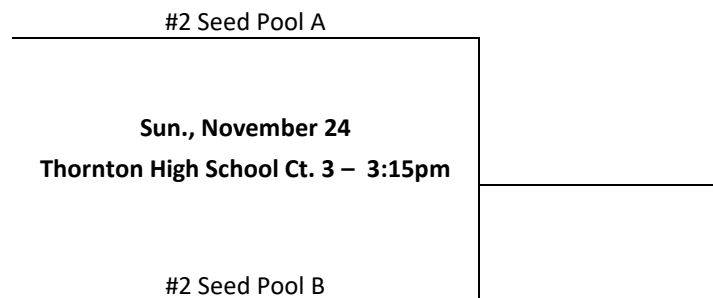 #2 Seed Pool A
Sun., November 24
Thornton High School Ct. 3 – 3:15pm
#2 Seed Pool B